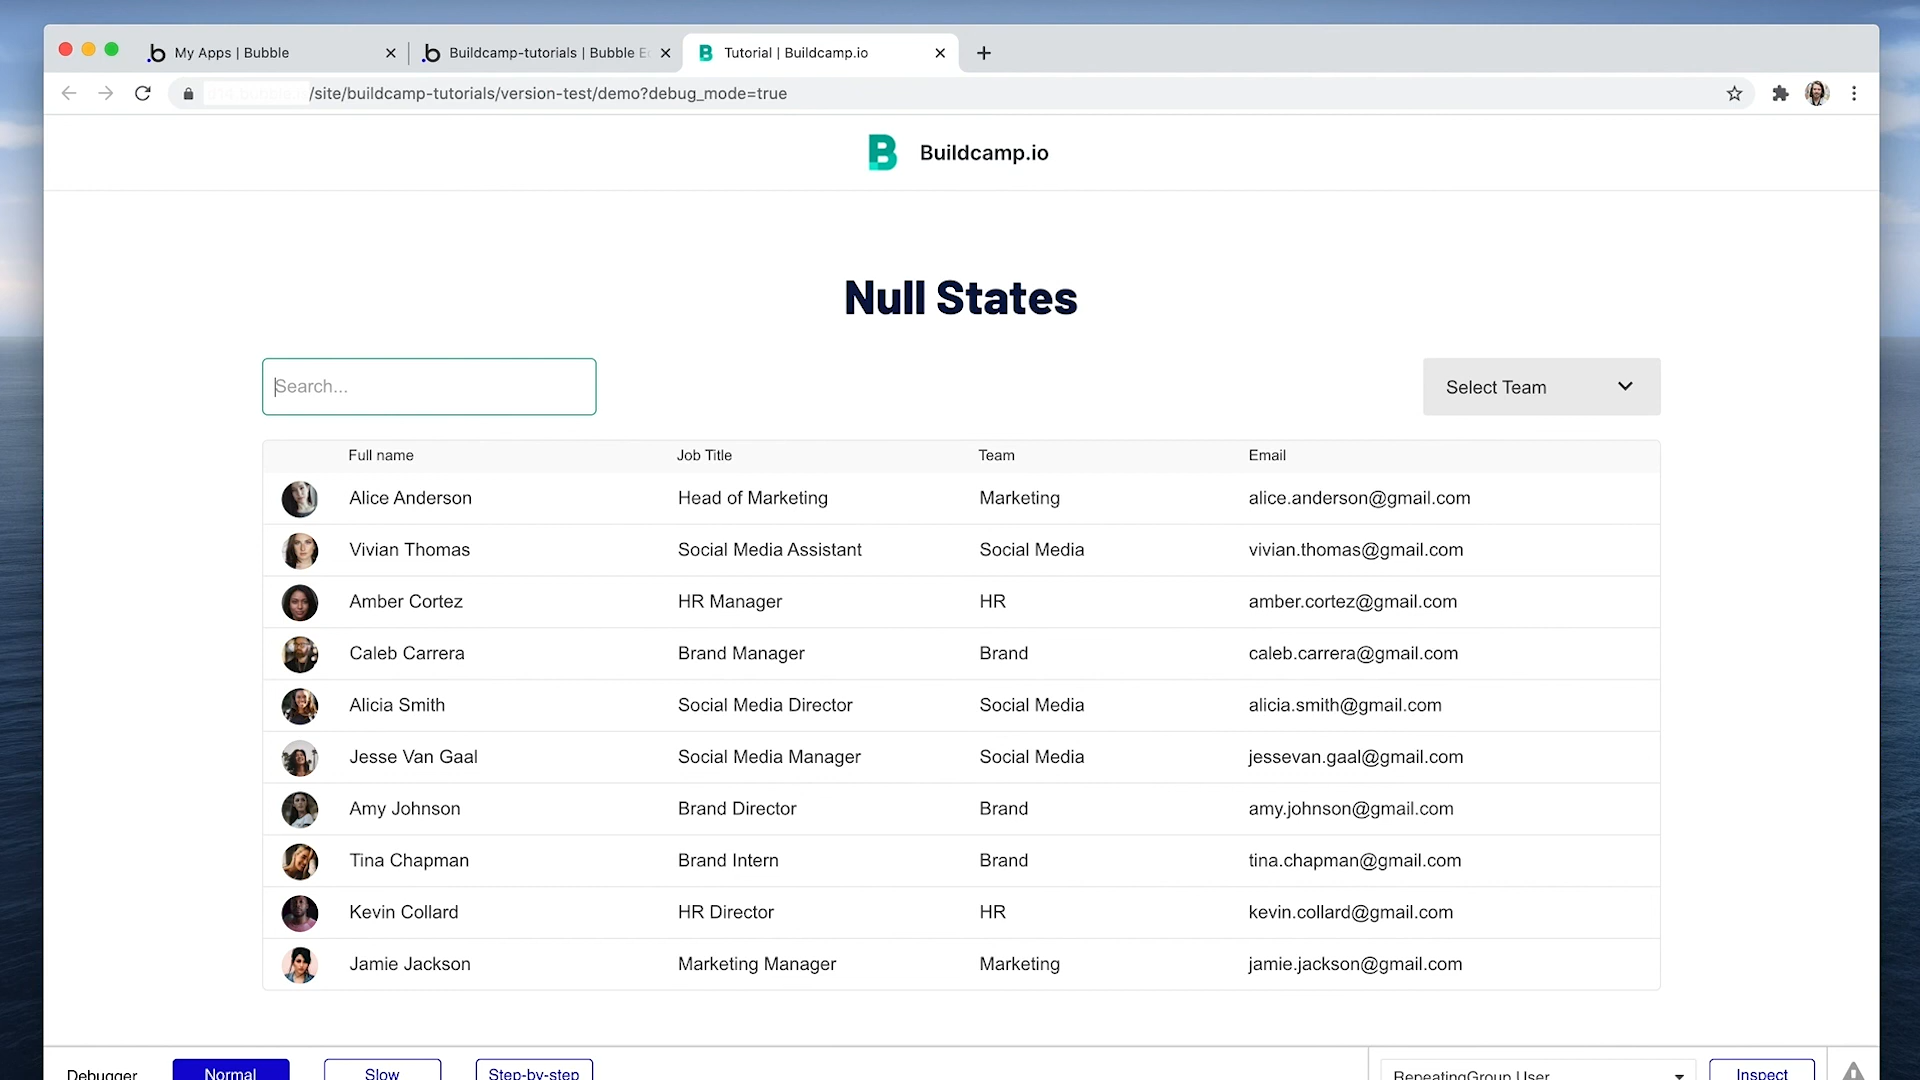 My Apps | Bubble
Buildcamp-tutorials | Bubble E
Tutorial | Buildcamp.io
/site/buildcamp-tutorials/version-test/demo?debug_mode=true
B Buildcamp.io
Null States
Search...
Select Team
Full name Job Title Team Email
Alice Anderson Head of Marketing Marketing alice.anderson@gmail.com
Vivian Thomas Social Media Assistant Social Media vivian.thomas@gmail.com
Amber Cortez HR Manager HR amber.cortez@gmail.com
Caleb Carrera Brand Manager Brand caleb.carrera@gmail.com
Alicia Smith Social Media Director Social Media alicia.smith@gmail.com
Jesse Van Gaal Social Media Manager Social Media jessevan.gaal@gmail.com
Amy Johnson Brand Director Brand amy.johnson@gmail.com
Tina Chapman Brand Intern Brand tina.chapman@gmail.com
Kevin Collard HR Director HR kevin.collard@gmail.com
Jamie Jackson Marketing Manager Marketing jamie.jackson@gmail.com
Debugger Normal Slow Step-by-step RepeatingGroup User Inspect